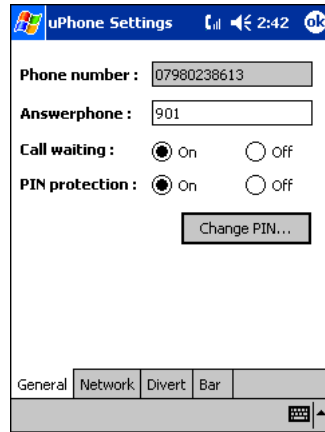 uPhone Settings 2:42 ok
Phone number : 07980238613
Answerphone : 901
Call waiting : On Off
PIN protection : On Off
Change PIN...
General Network Divert Bar